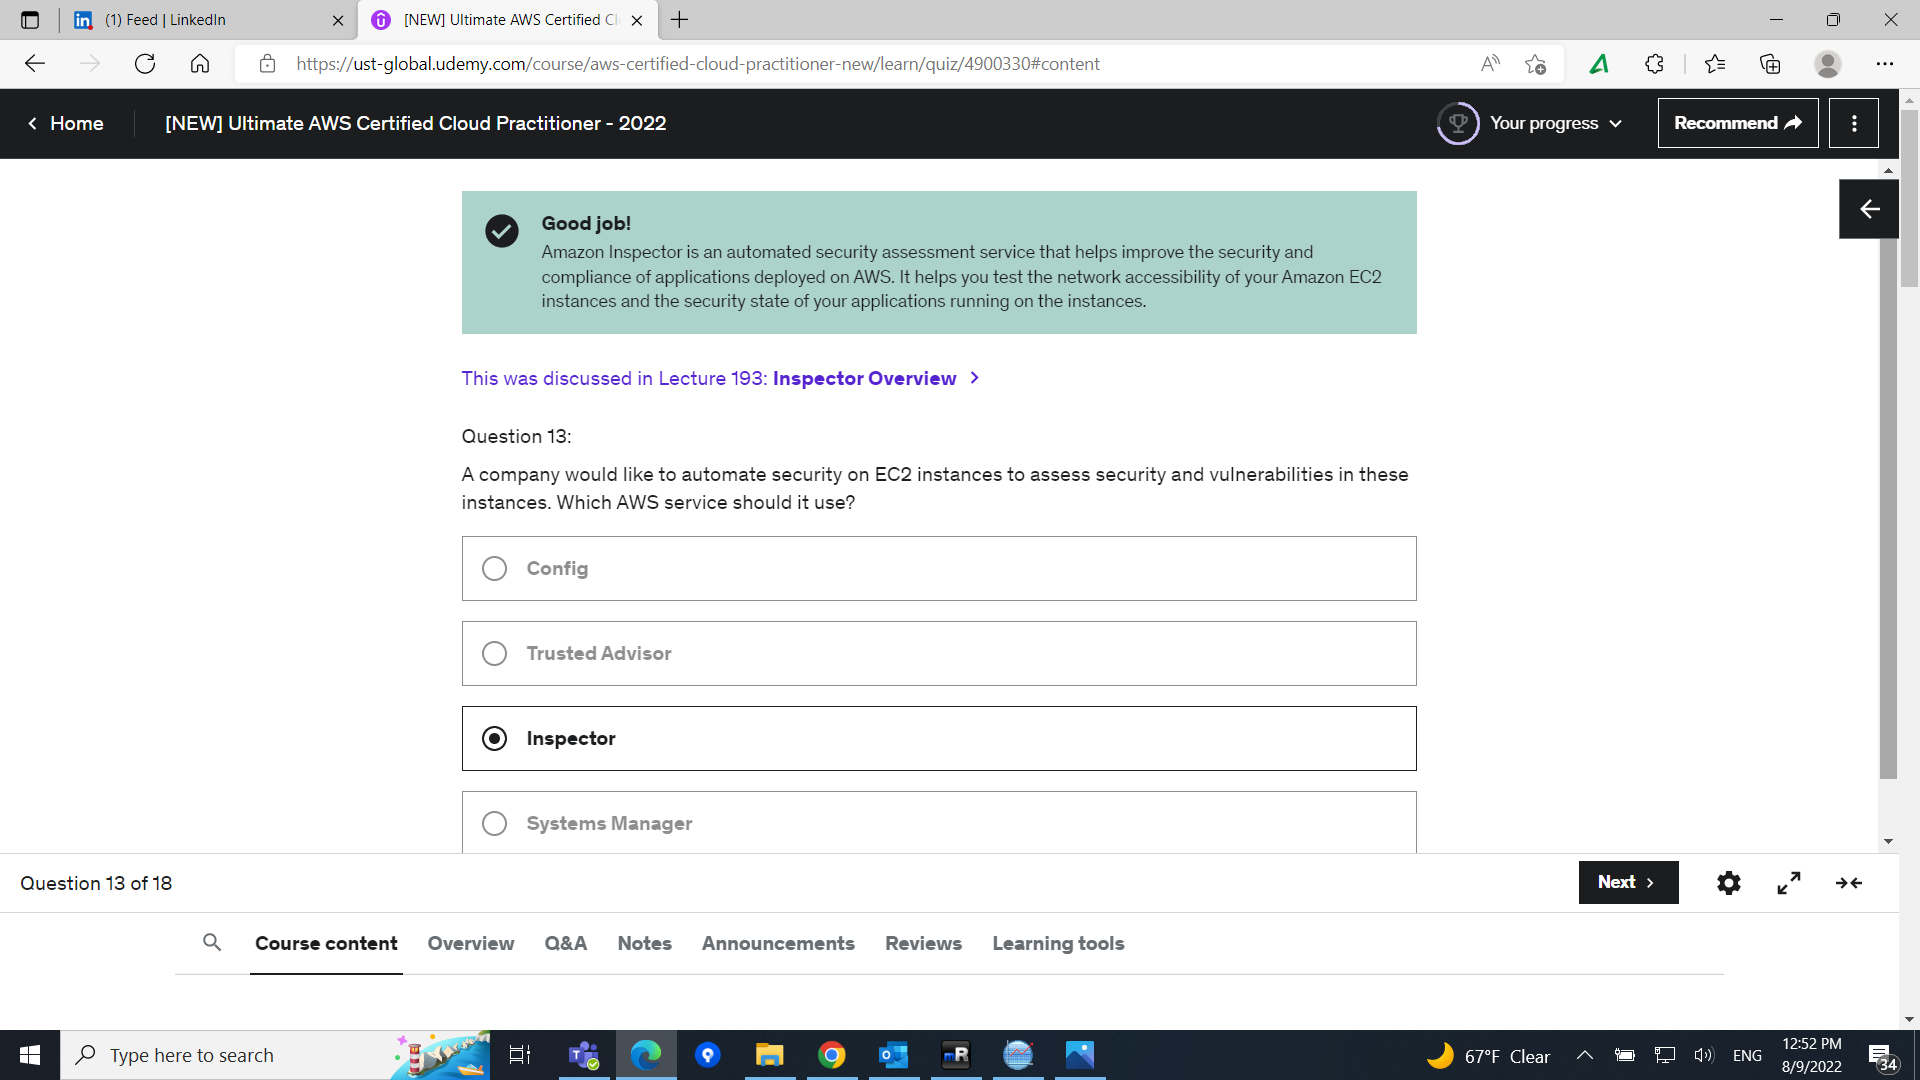 (1) Feed | LinkedIn
[NEW] Ultimate AWS Certified Cl
https://ust-global.udemy.com/course/aws-certified-cloud-practitioner-new/learn/quiz/4900330#content
Home
[NEW] Ultimate AWS Certified Cloud Practitioner - 2022
Your progress
Recommend
Good job!
Amazon Inspector is an automated security assessment service that helps improve the security and
compliance of applications deployed on AWS. It helps you test the network accessibility of your Amazon EC2
instances and the security state of your applications running on the instances.
This was discussed in Lecture 193: Inspector Overview
Question 13:
A company would like to automate security on EC2 instances to assess security and vulnerabilities in these
instances. Which AWS service should it use?
Config
Trusted Advisor
Inspector
Systems Manager
Question 13 of 18
Next
Course content
Overview
Q&A
Notes
Announcements
Reviews
Learning tools
Type here to search
67°F Clear
ENG
12:52 PM
8/9/2022
34